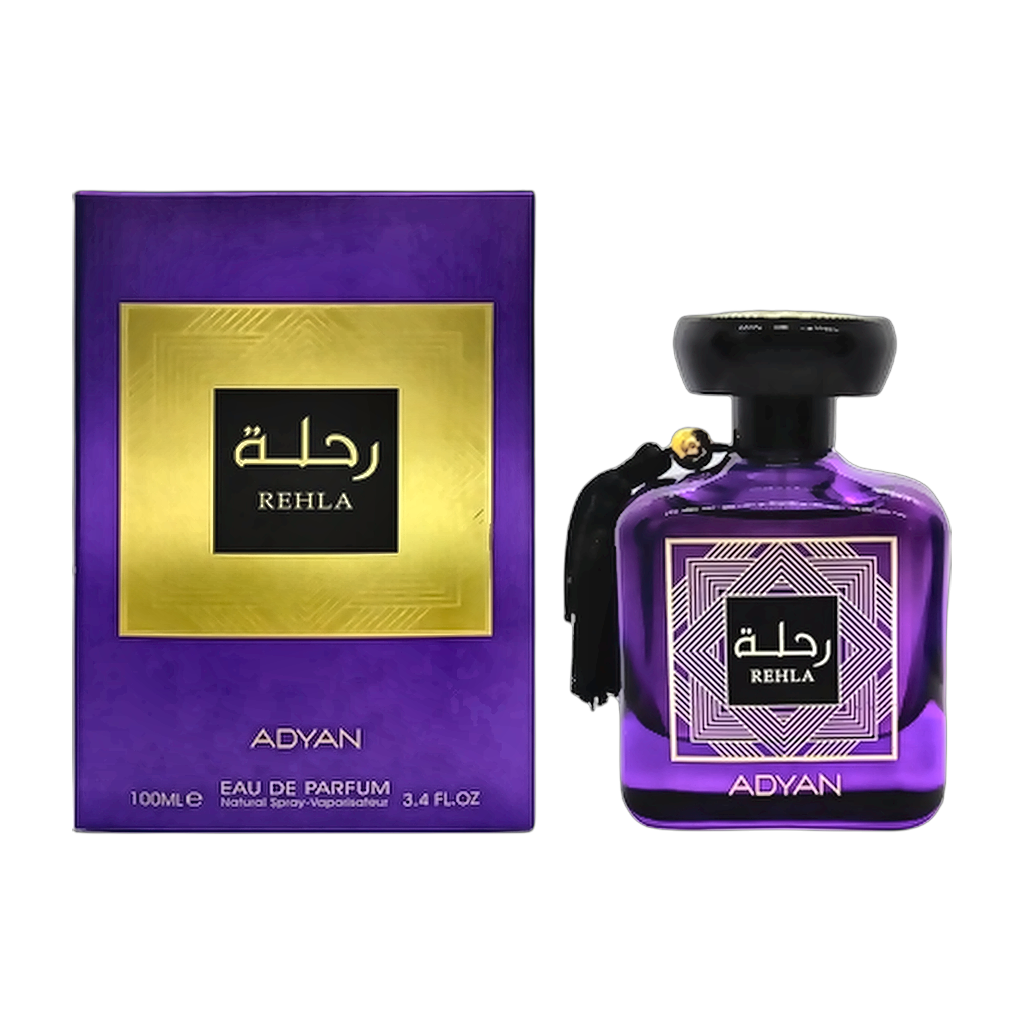 رحلة
REHLA
ADYAN
100ML e EAU DE PARFUM 3.4 FL.OZ
Natural Spray-Vaporisateur
رحلة
REHLA
ADYAN